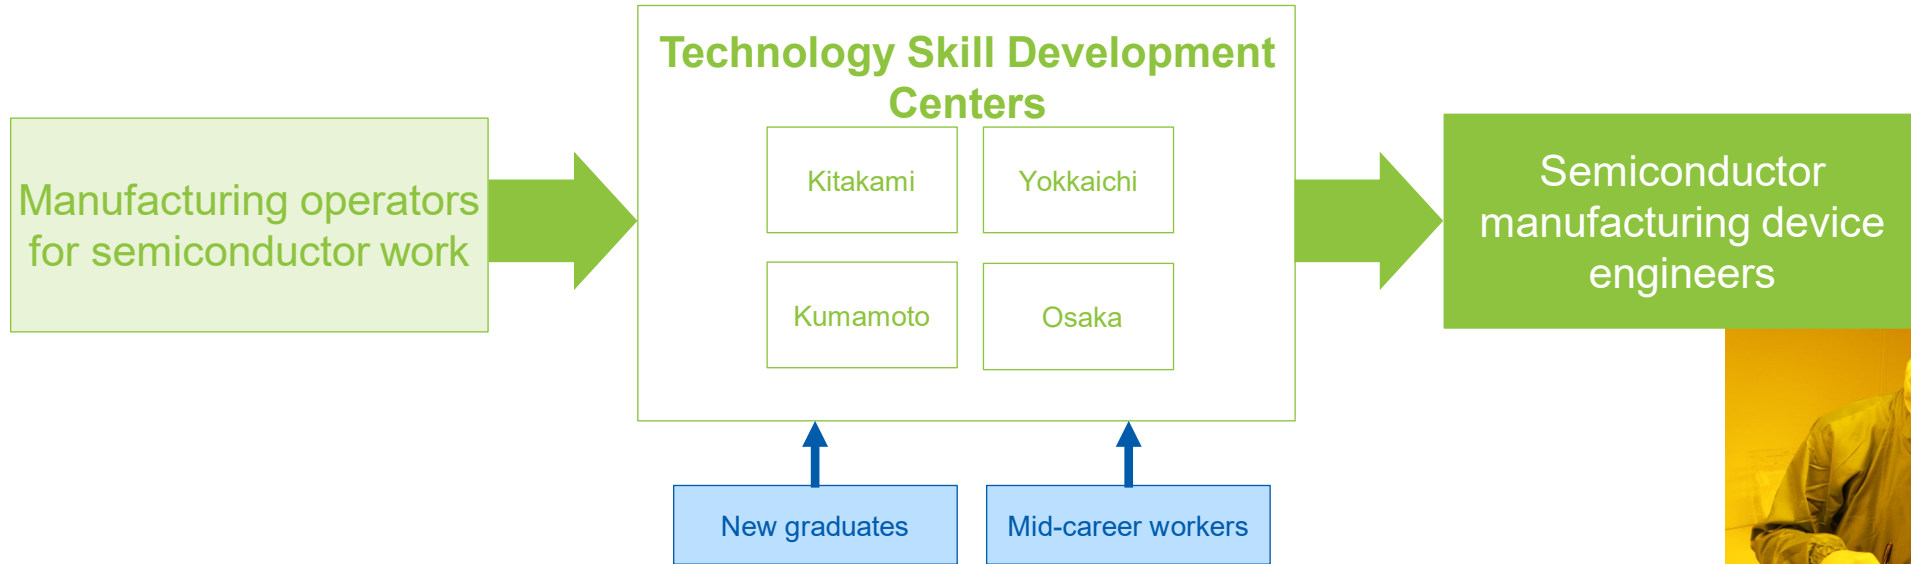 Technology Skill Development
Centers
Manufacturing operators
for semiconductor work
Kitakami
Yokkaichi
Kumamoto
Osaka
Semiconductor
manufacturing device
engineers
New graduates
Mid-career workers